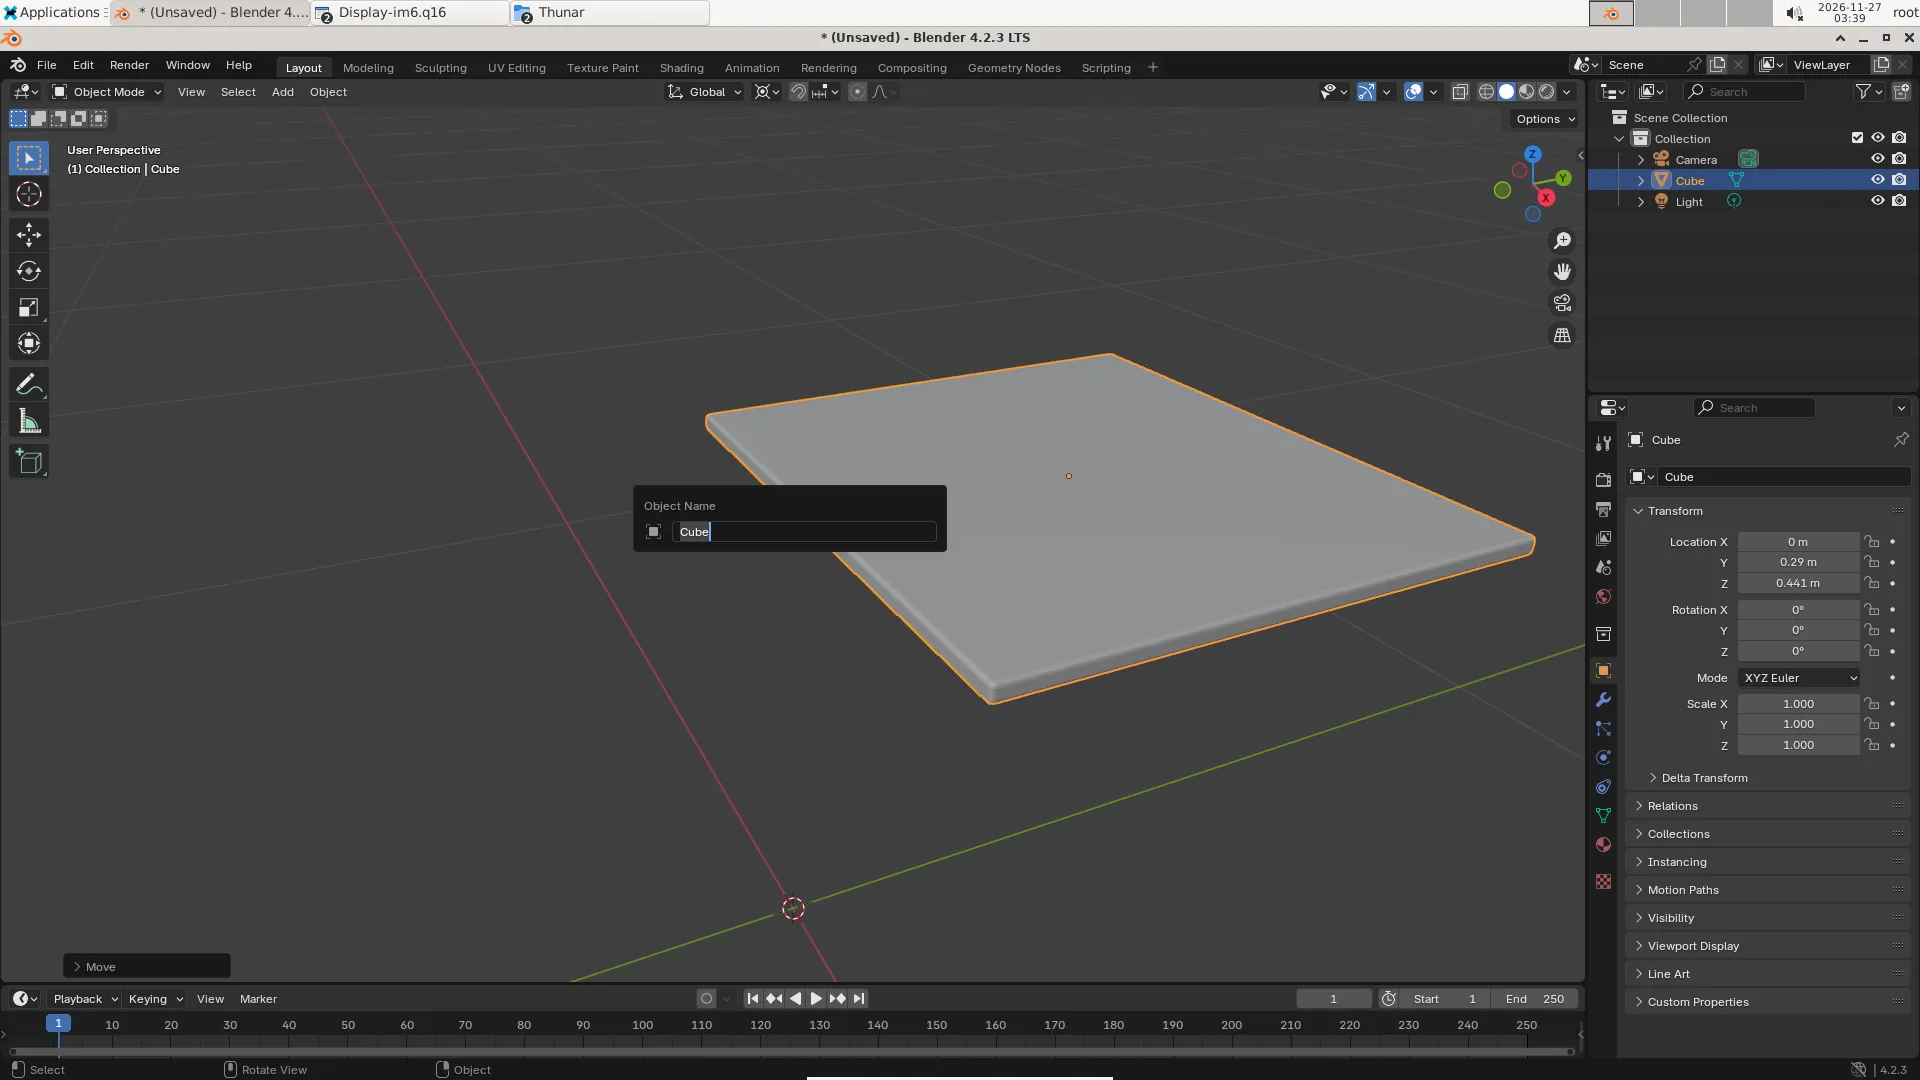 Applications
* (Unsaved) - Blender 4....
2
Display-im6.q16
2
Thunar
2026-11-27
03:39
root
* (Unsaved) - Blender 4.2.3 LTS
File
Edit
Render
Window
Help
Layout
Modeling
Sculpting
UV Editing
Texture Paint
Shading
Animation
Rendering
Compositing
Geometry Nodes
Scripting
Scene
ViewLayer
Object Mode
View
Select
Add
Object
Global
Search
Options
User Perspective
(1) Collection | Cube
Z
Y
X
Scene Collection
Collection
Camera
Cube
Light
Search
Cube
Cube
Transform
Location X
0 m
Y
0.29 m
Z
0.441 m
Rotation X
0°
Y
0°
Z
0°
Mode
XYZ Euler
Scale X
1.000
Y
1.000
Z
1.000
Delta Transform
Relations
Collections
Instancing
Motion Paths
Visibility
Viewport Display
Line Art
Custom Properties
Object Name
Cube
Move
Playback
Keying
View
Marker
1
Start
1
End
250
1
10
20
30
40
50
60
70
80
90
100
110
120
130
140
150
160
170
180
190
200
210
220
230
240
250
Select
Rotate View
Object
4.2.3